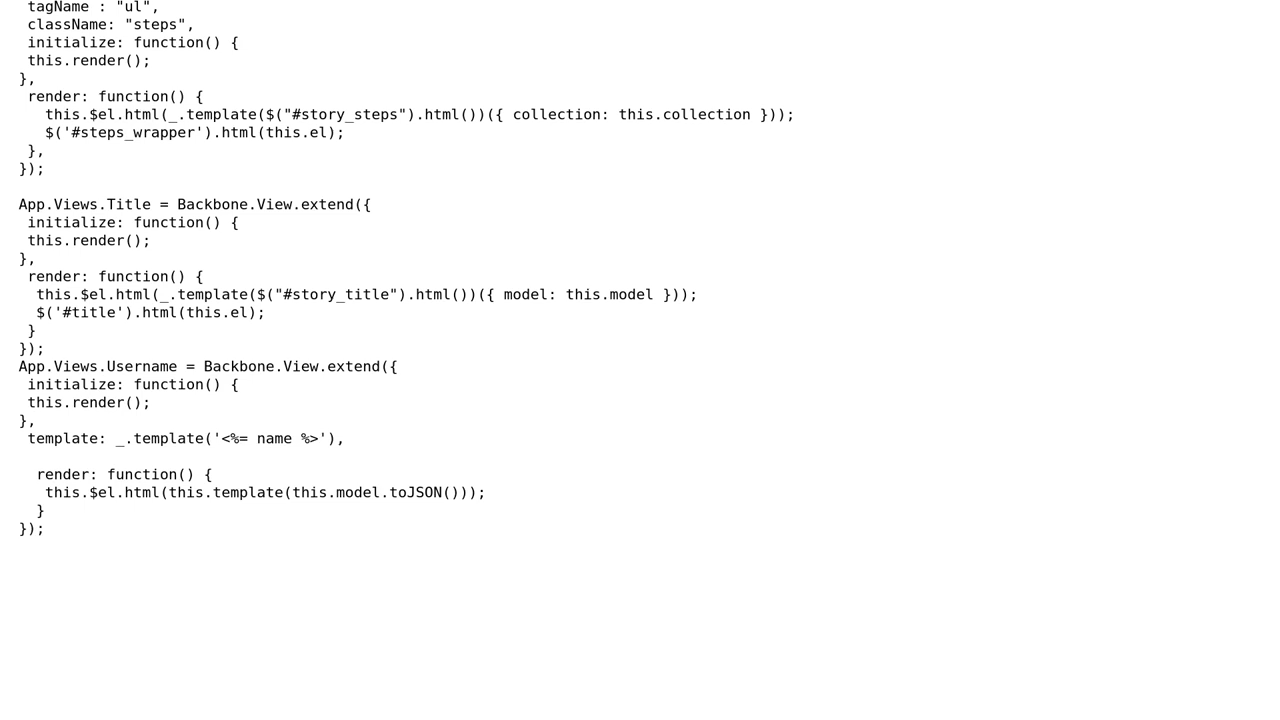 tagName : "ul",
 className: "steps",
 initialize: function() {
 this.render();
},
 render: function() {
   this.$el.html(_.template($("#story_steps").html())({ collection: this.collection }));
   $('#steps_wrapper').html(this.el);
 },
});

App.Views.Title = Backbone.View.extend({
 initialize: function() {
 this.render();
},
 render: function() {
  this.$el.html(_.template($("#story_title").html())({ model: this.model }));
  $('#title').html(this.el);
 }
});
App.Views.Username = Backbone.View.extend({
 initialize: function() {
 this.render();
},
 template: _.template('<%= name %>'),

  render: function() {
   this.$el.html(this.template(this.model.toJSON()));
  }
});